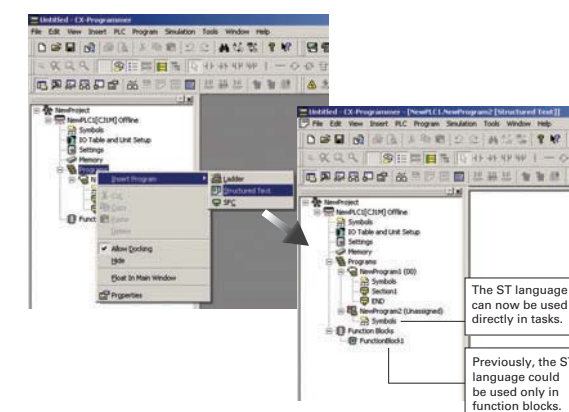 Untitled - CX-Programmer
File Edit View Insert PLC Program Simulation Tools Window Help
NewProject
NewPLC1[CJ1M] Offline
Symbols
IO Table and Unit Setup
Settings
Memory
Programs
Insert Program
Ladder
Structured Text
SFC
Cut
Copy
Paste
Delete
Funct
Allow Docking
Hide
Float In Main Window
Properties
Untitled - CX-Programmer - [NewPLC1.NewProgram2 [Structured Text]]
File Edit View Insert PLC Program Simulation Tools Window Help
NewProject
NewPLC1[CJ1M] Offline
Symbols
IO Table and Unit Setup
Settings
Memory
Programs
NewProgram1 (00)
Symbols
Section1
END
NewProgram2 (Unassigned)
Symbols
Function Blocks
FunctionBlock1
The ST language
can now be used
directly in tasks.
Previously, the ST
language could
be used only in
function blocks.